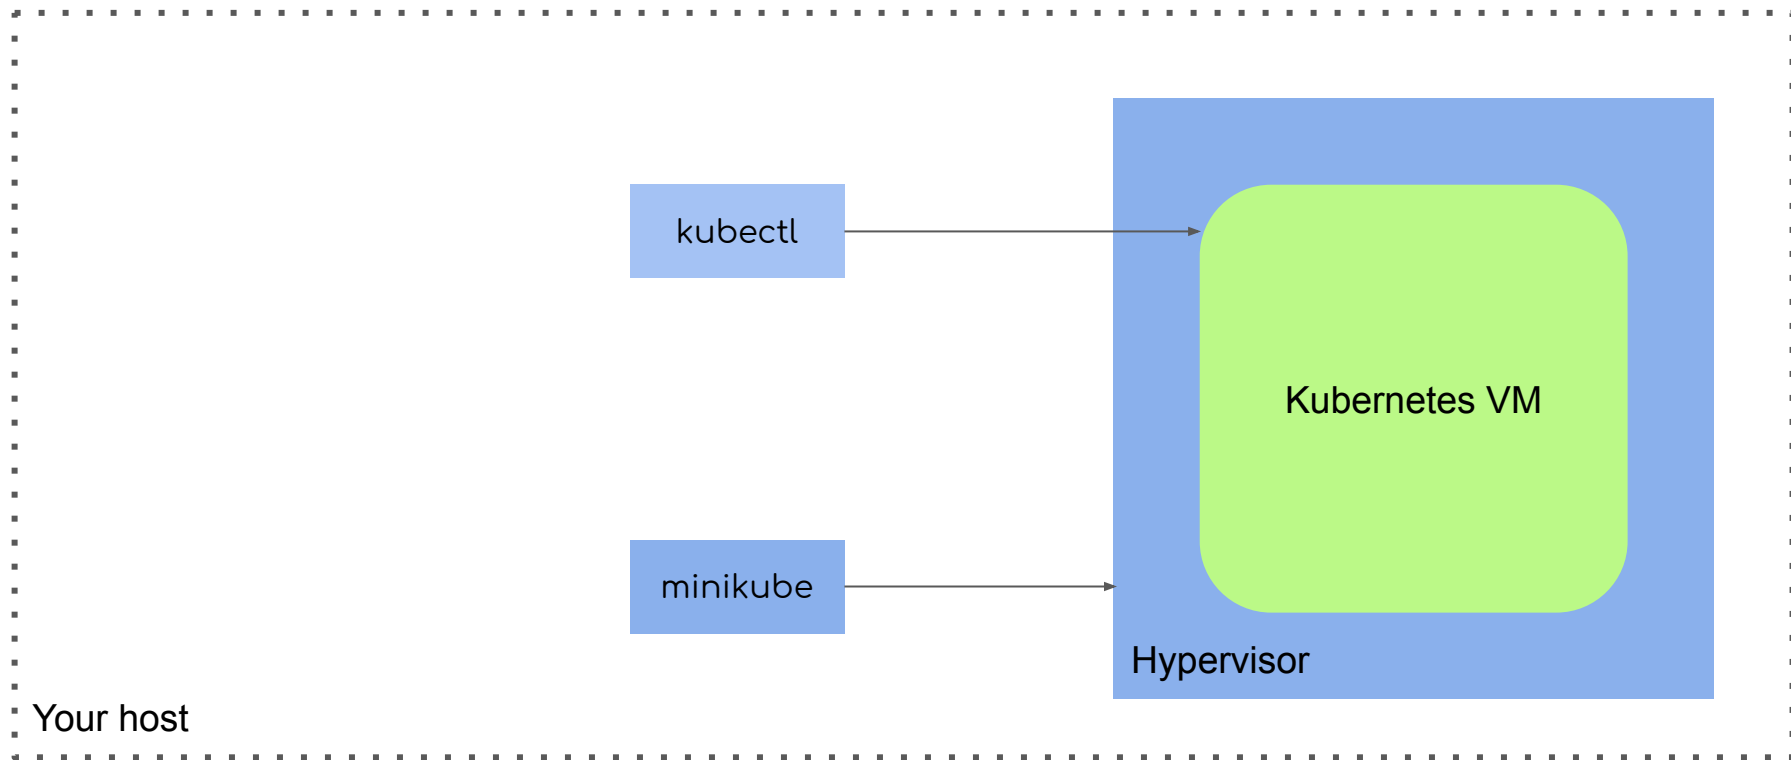 kubectl
Kubernetes VM
minikube
Hypervisor
Your host